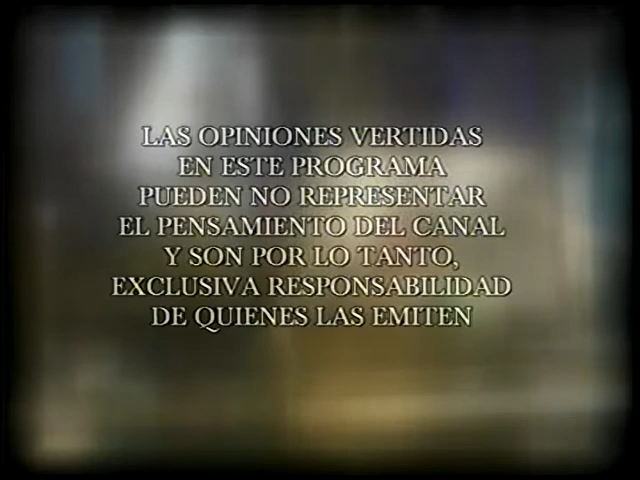 LAS OPINIONES VERTIDAS
EN ESTE PROGRAMA
PUEDEN NO REPRESENTAR
EL PENSAMIENTO DEL CANAL
Y SON POR LO TANTO,
EXCLUSIVA RESPONSABILIDAD
DE QUIENES LAS EMITEN